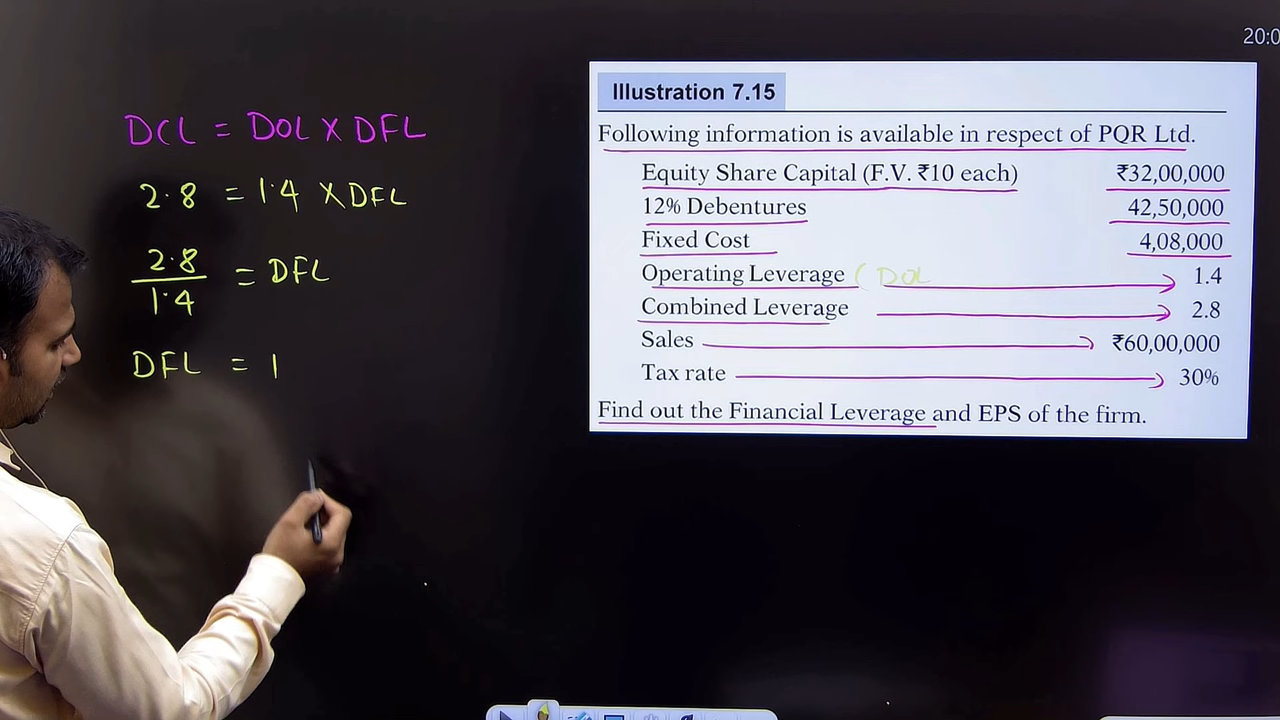 20:0
DCL = DOL X DFL
2.8 = 1.4 X DFL
2.8
1.4
= DFL
DFL = 1
Illustration 7.15
Following information is available in respect of PQR Ltd.
Equity Share Capital (F.V. ₹10 each) ₹32,00,000
12% Debentures 42,50,000
Fixed Cost 4,08,000
Operating Leverage ( DOL 1.4
Combined Leverage 2.8
Sales ₹60,00,000
Tax rate 30%
Find out the Financial Leverage and EPS of the firm.